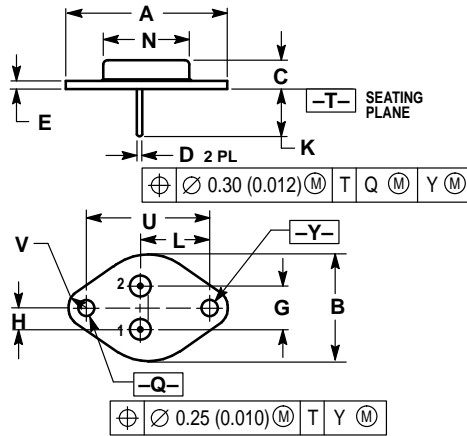 A
N
C
–T– SEATING PLANE
E
K
D 2 PL
⌖ ∅ 0.30 (0.012) Ⓜ T Q Ⓜ Y Ⓜ
U
L
–Y–
V
2
H
G
B
1
–Q–
⌖ ∅ 0.25 (0.010) Ⓜ T Y Ⓜ